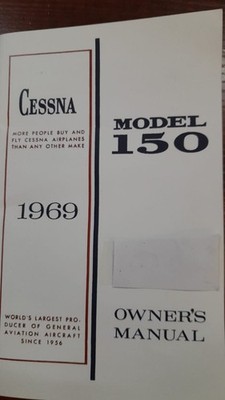 CESSNA
MORE PEOPLE BUY AND
FLY CESSNA AIRPLANES
THAN ANY OTHER MAKE
1969
WORLD'S LARGEST PRO-
DUCER OF GENERAL
AVIATION AIRCRAFT
SINCE 1956
MODEL
150
OWNER'S
MANUAL